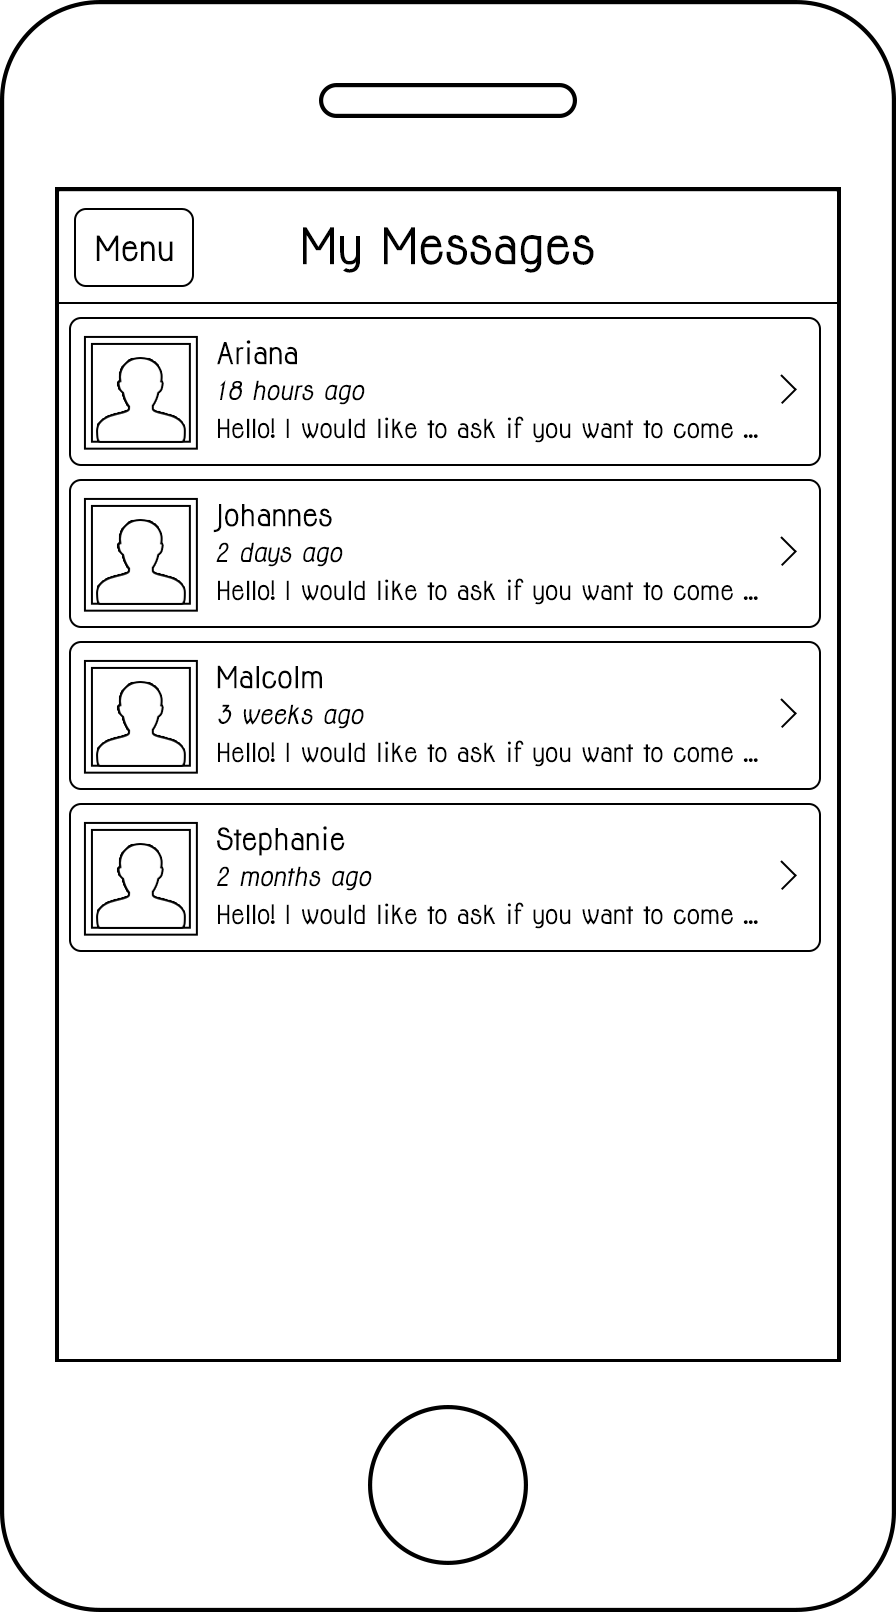 Menu
My Messages
Ariana
18 hours ago
Hello! I would like to ask if you want to come ...
Johannes
2 days ago
Hello! I would like to ask if you want to come ...
Malcolm
3 weeks ago
Hello! I would like to ask if you want to come ...
Stephanie
2 months ago
Hello! I would like to ask if you want to come ...